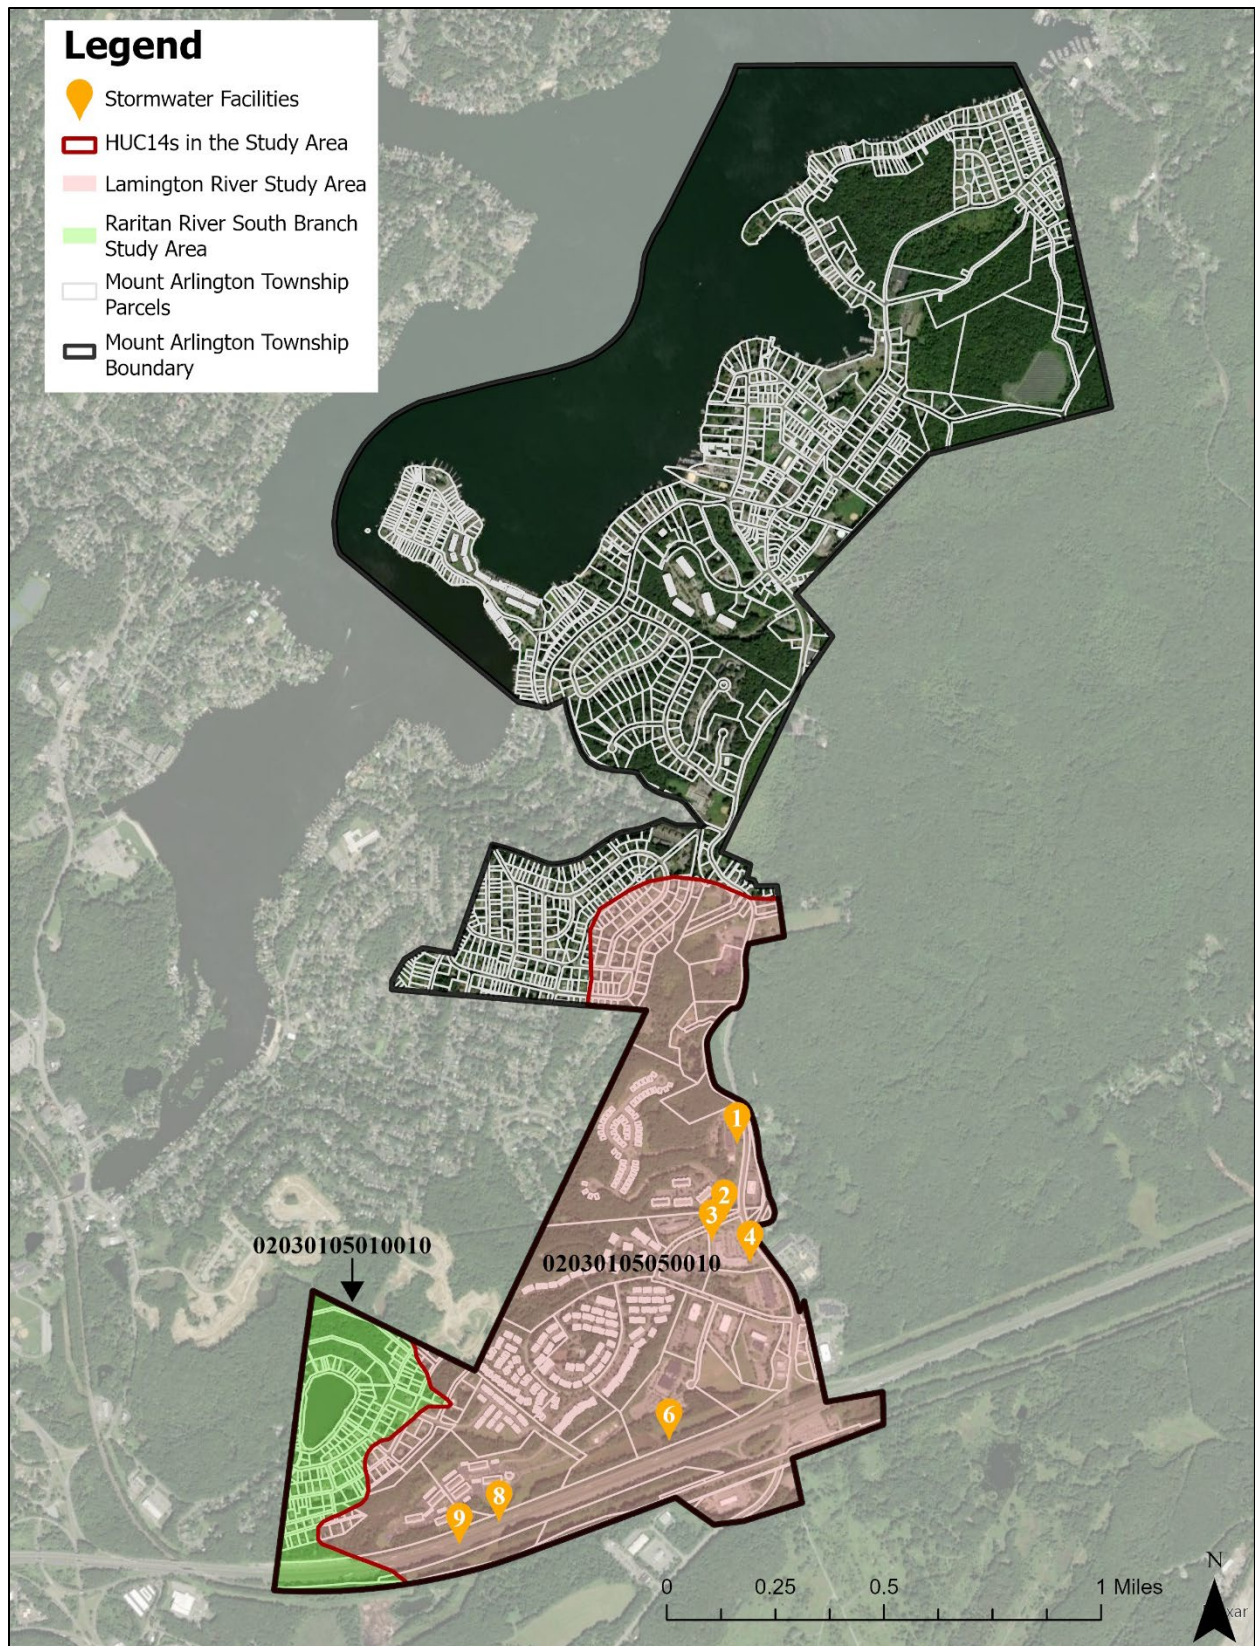 Legend
Stormwater Facilities
HUC14s in the Study Area
Lamington River Study Area
Raritan River South Branch
Study Area
Mount Arlington Township
Parcels
Mount Arlington Township
Boundary
1
2
3
4
02030105010010
02030105050010
6
8
9
0 0.25 0.5 1 Miles
N